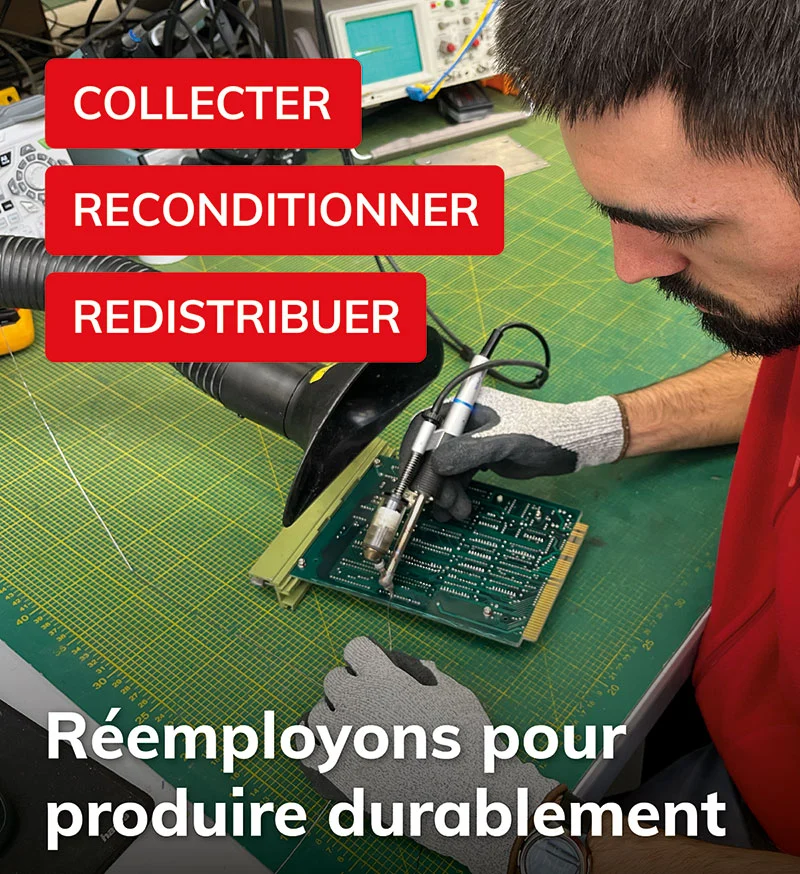 COLLECTER
RECONDITIONNER
REDISTRIBUER
Réemployons pour
produire durablement